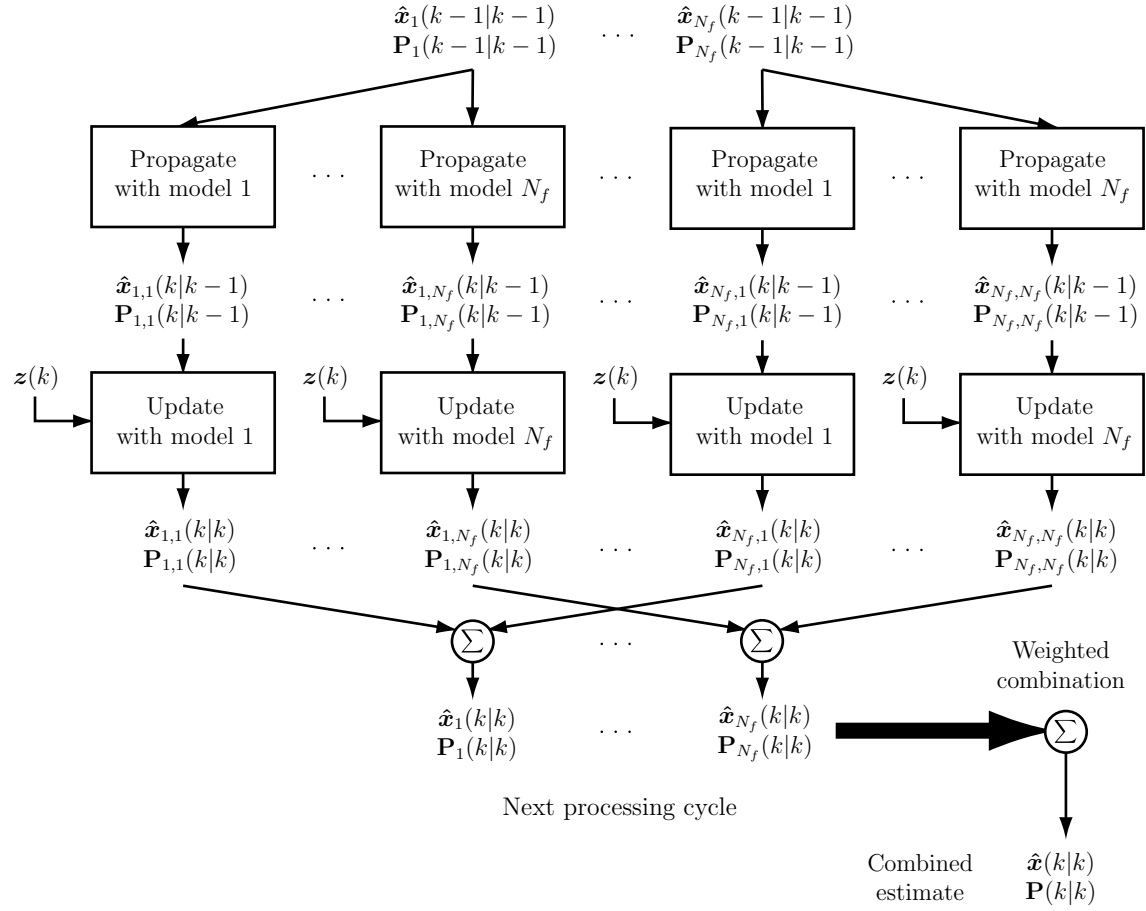 x̂₁(k−1|k−1) x̂_{N_f}(k−1|k−1)
P₁(k−1|k−1) · · · P_{N_f}(k−1|k−1)
Propagate with model 1 · · · Propagate with model N_f · · · Propagate with model 1 · · · Propagate with model N_f
x̂_{1,1}(k|k−1) · · · x̂_{1,N_f}(k|k−1) · · · x̂_{N_f,1}(k|k−1) · · · x̂_{N_f,N_f}(k|k−1)
P_{1,1}(k|k−1) P_{1,N_f}(k|k−1) P_{N_f,1}(k|k−1) P_{N_f,N_f}(k|k−1)
z(k) z(k) z(k) z(k)
Update with model 1 Update with model N_f Update with model 1 Update with model N_f
x̂_{1,1}(k|k) · · · x̂_{1,N_f}(k|k) · · · x̂_{N_f,1}(k|k) · · · x̂_{N_f,N_f}(k|k)
P_{1,1}(k|k) P_{1,N_f}(k|k) P_{N_f,1}(k|k) P_{N_f,N_f}(k|k)
∑ · · · ∑
Weighted
combination
x̂₁(k|k) · · · x̂_{N_f}(k|k)
P₁(k|k) P_{N_f}(k|k)
∑
Next processing cycle
Combined
estimate
x̂(k|k)
P(k|k)